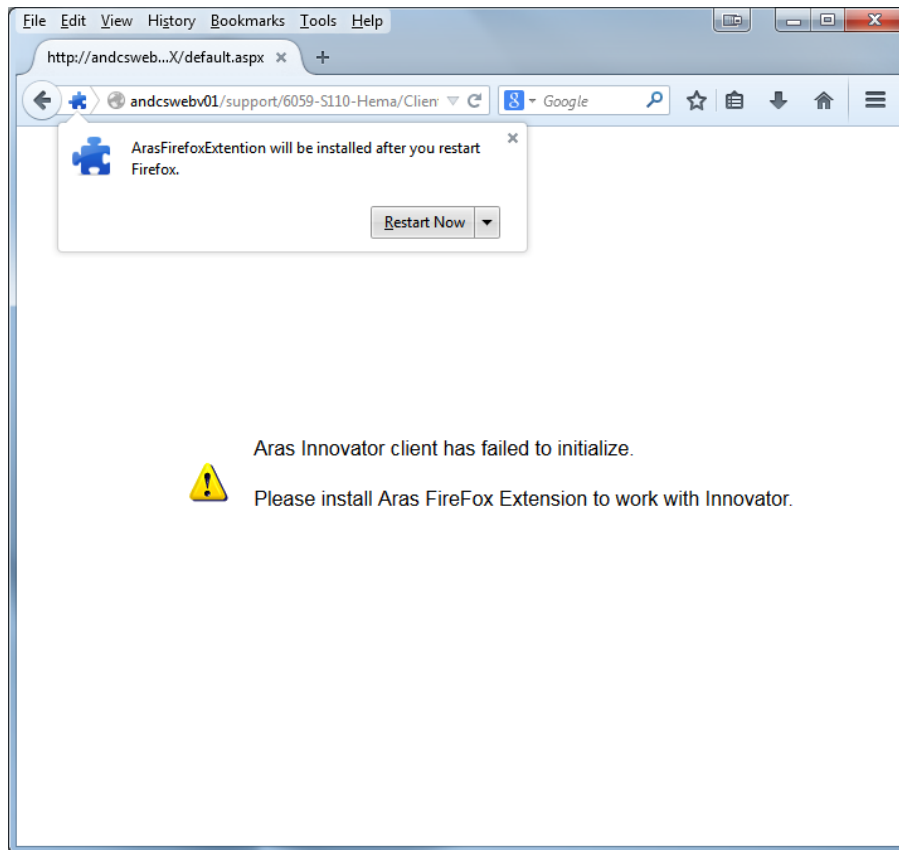 File Edit View History Bookmarks Tools Help
http://andcsweb...X/default.aspx
andcswebv01/support/6059-S110-Hema/Clien
8 Google
ArasFirefoxExtention will be installed after you restart
Firefox.
Restart Now
Aras Innovator client has failed to initialize.
Please install Aras FireFox Extension to work with Innovator.